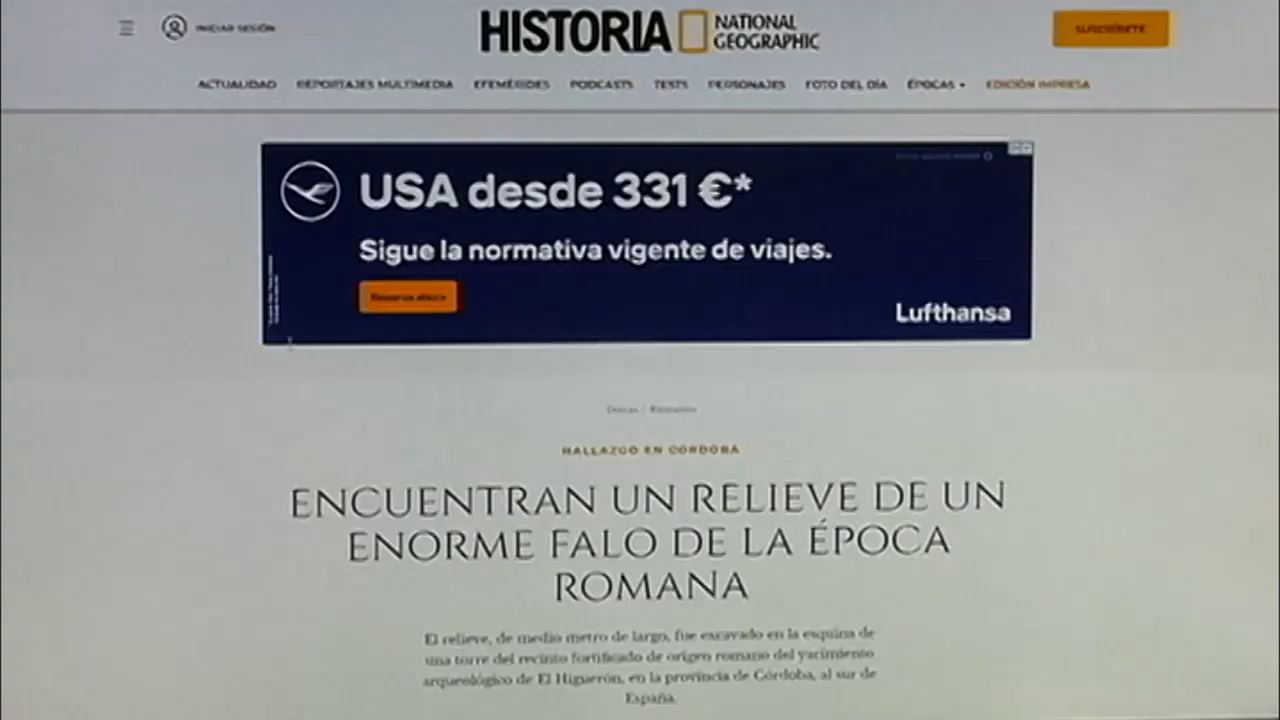 INICIAR SESIÓN
HISTORIA
NATIONAL
GEOGRAPHIC
SUSCRÍBETE
ACTUALIDAD REPORTAJES MULTIMEDIA EFEMÉRIDES PODCASTS TESTS PERSONAJES FOTO DEL DÍA ÉPOCAS EDICIÓN IMPRESA
USA desde 331 €*
Sigue la normativa vigente de viajes.
Reserva ahora
Lufthansa
HALLAZGO EN CÓRDOBA
ENCUENTRAN UN RELIEVE DE UN
ENORME FALO DE LA ÉPOCA
ROMANA
El relieve, de medio metro de largo, fue excavado en la esquina de
una torre del recinto fortificado de origen romano del yacimiento
arqueológico de El Higuerón, en la provincia de Córdoba, al sur de
España.